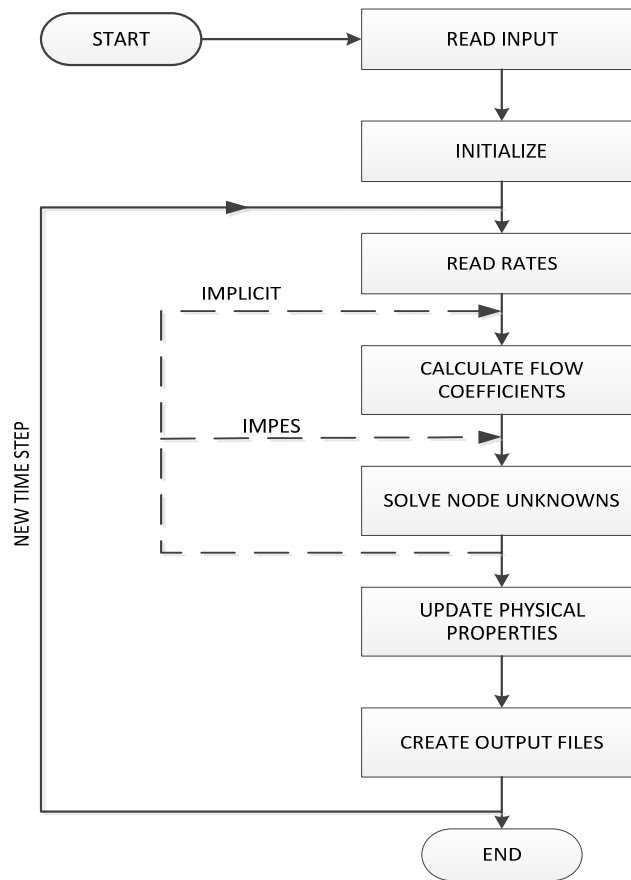 START
READ INPUT
INITIALIZE
READ RATES
IMPLICIT
CALCULATE FLOW
COEFFICIENTS
IMPES
NEW TIME STEP
SOLVE NODE UNKNOWNS
UPDATE PHYSICAL
PROPERTIES
CREATE OUTPUT FILES
END